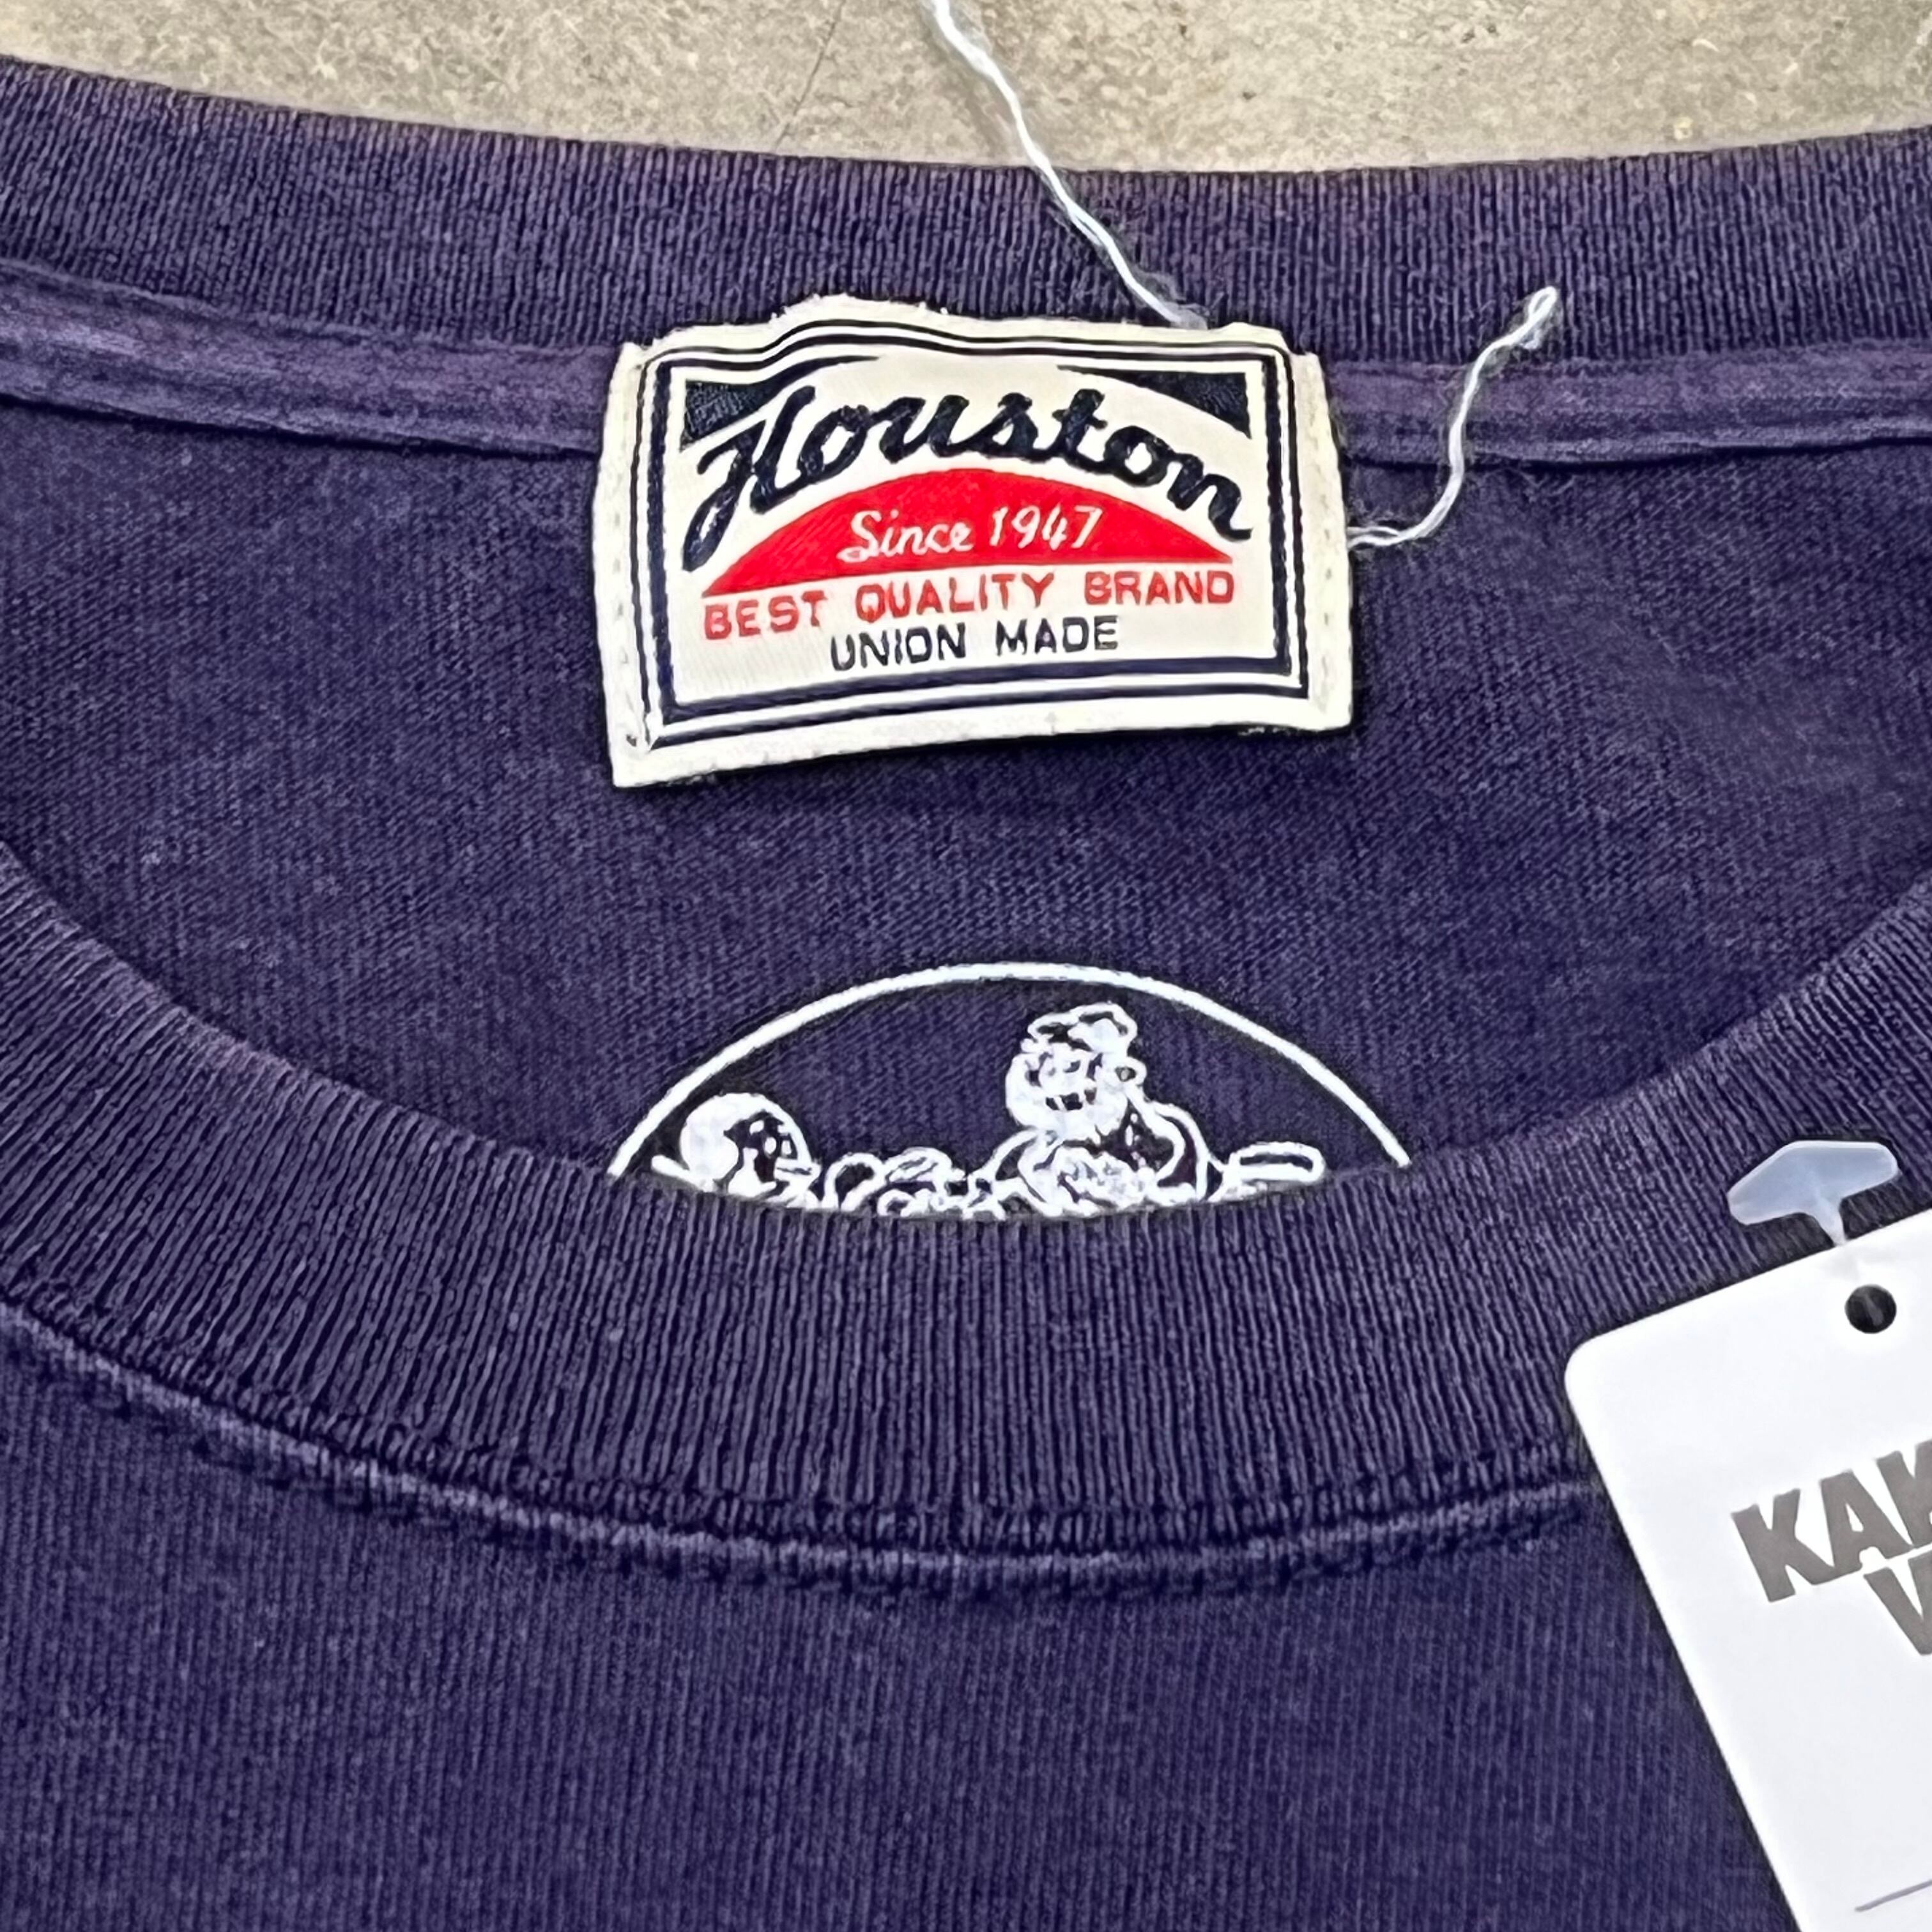 Houston
Since 1947
BEST QUALITY BRAND
UNION MADE